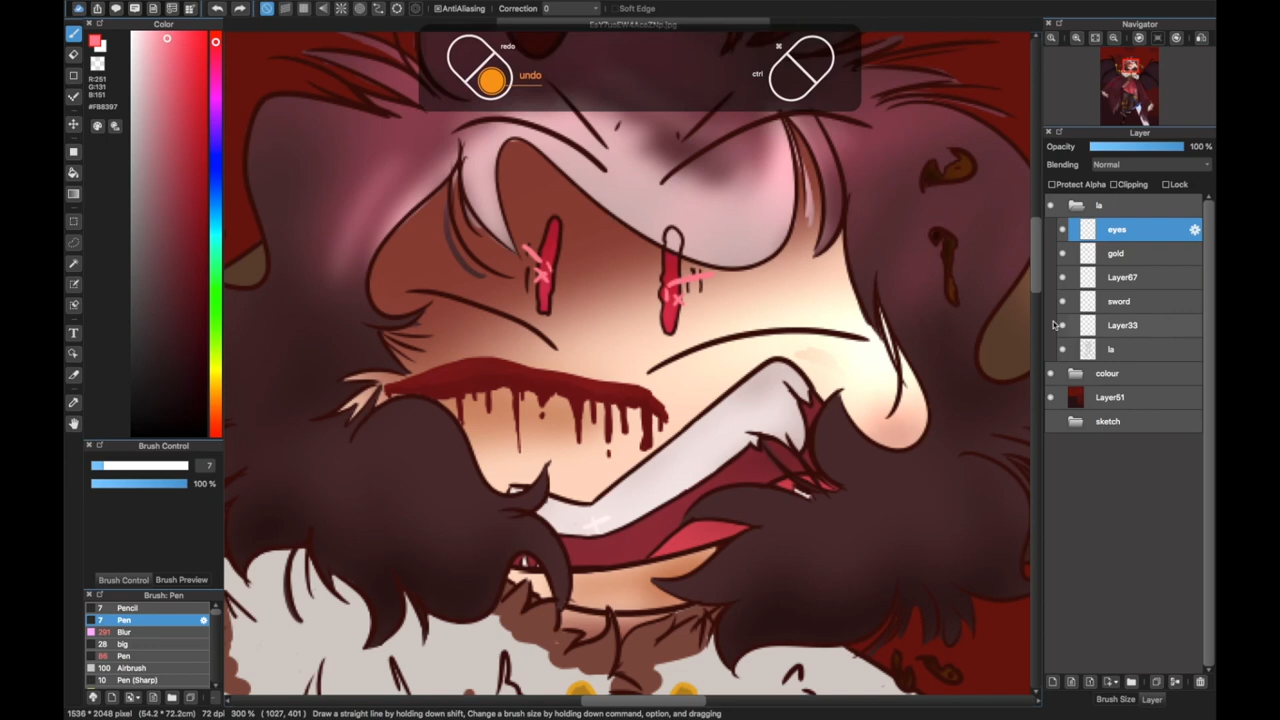 AntiAliasing
Correction
0
Soft Edge
EaY7uaEW4AceZNp.jpg
Color
R:251
G:131
B:151
#FB8397
redo
undo
⌘
ctrl
Navigator
Layer
Opacity
100 %
Blending
Normal
Protect Alpha
Clipping
Lock
la
eyes
gold
Layer67
sword
Layer33
la
colour
Layer51
sketch
Brush Control
7
100 %
Brush Control
Brush Preview
Brush: Pen
7 Pencil
7 Pen
291 Blur
28 big
86 Pen
100 Airbrush
10 Pen (Sharp)
Brush Size
Layer
T
1536 * 2048 pixel (54.2 * 72.2cm) 72 dpi 300 % ( 1027, 401 ) Draw a straight line by holding down shift, Change a brush size by holding down command, option, and dragging